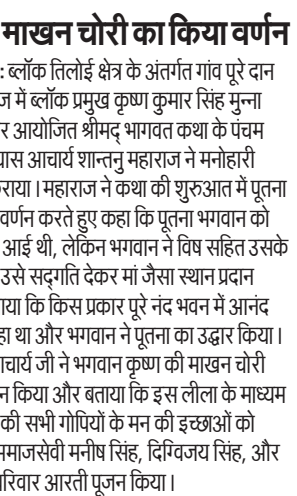 माखन चोरी का किया वर्णन
: ब्लॉक तिलोई क्षेत्र के अंतर्गत गांव पूरे दान
ज में ब्लॉक प्रमुख कृष्ण कुमार सिंह मुन्ना
र आयोजित श्रीमद् भागवत कथा के पंचम
यास आचार्य शान्तनु महाराज ने मनोहारी
कराया । महाराज ने कथा की शुरुआत में पूतना
वर्णन करते हुए कहा कि पूतना भगवान को
आई थी, लेकिन भगवान ने विष सहित उसके
उसे सद्गति देकर मां जैसा स्थान प्रदान
ाया कि किस प्रकार पूरे नंद भवन में आनंद
हा था और भगवान ने पूतना का उद्धार किया ।
ाचार्य जी ने भगवान कृष्ण की माखन चोरी
न किया और बताया कि इस लीला के माध्यम
की सभी गोपियों के मन की इच्छाओं को
माजसेवी मनीष सिंह, दिग्विजय सिंह, और
रिवार आरती पूजन किया ।